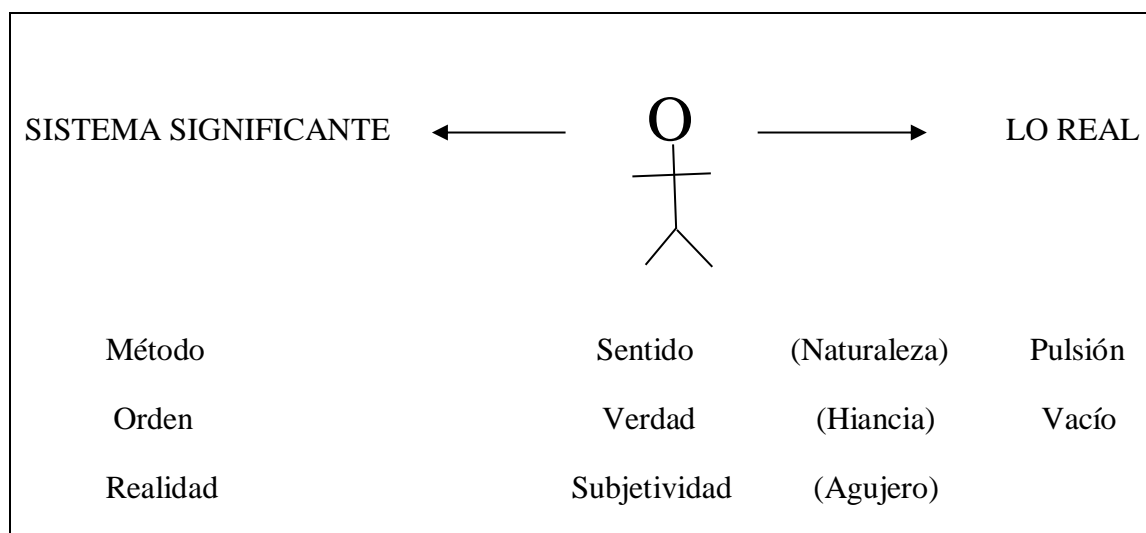 SISTEMA SIGNIFICANTE O LO REAL
Método Sentido (Naturaleza) Pulsión
Orden Verdad (Hiancia) Vacío
Realidad Subjetividad (Agujero)